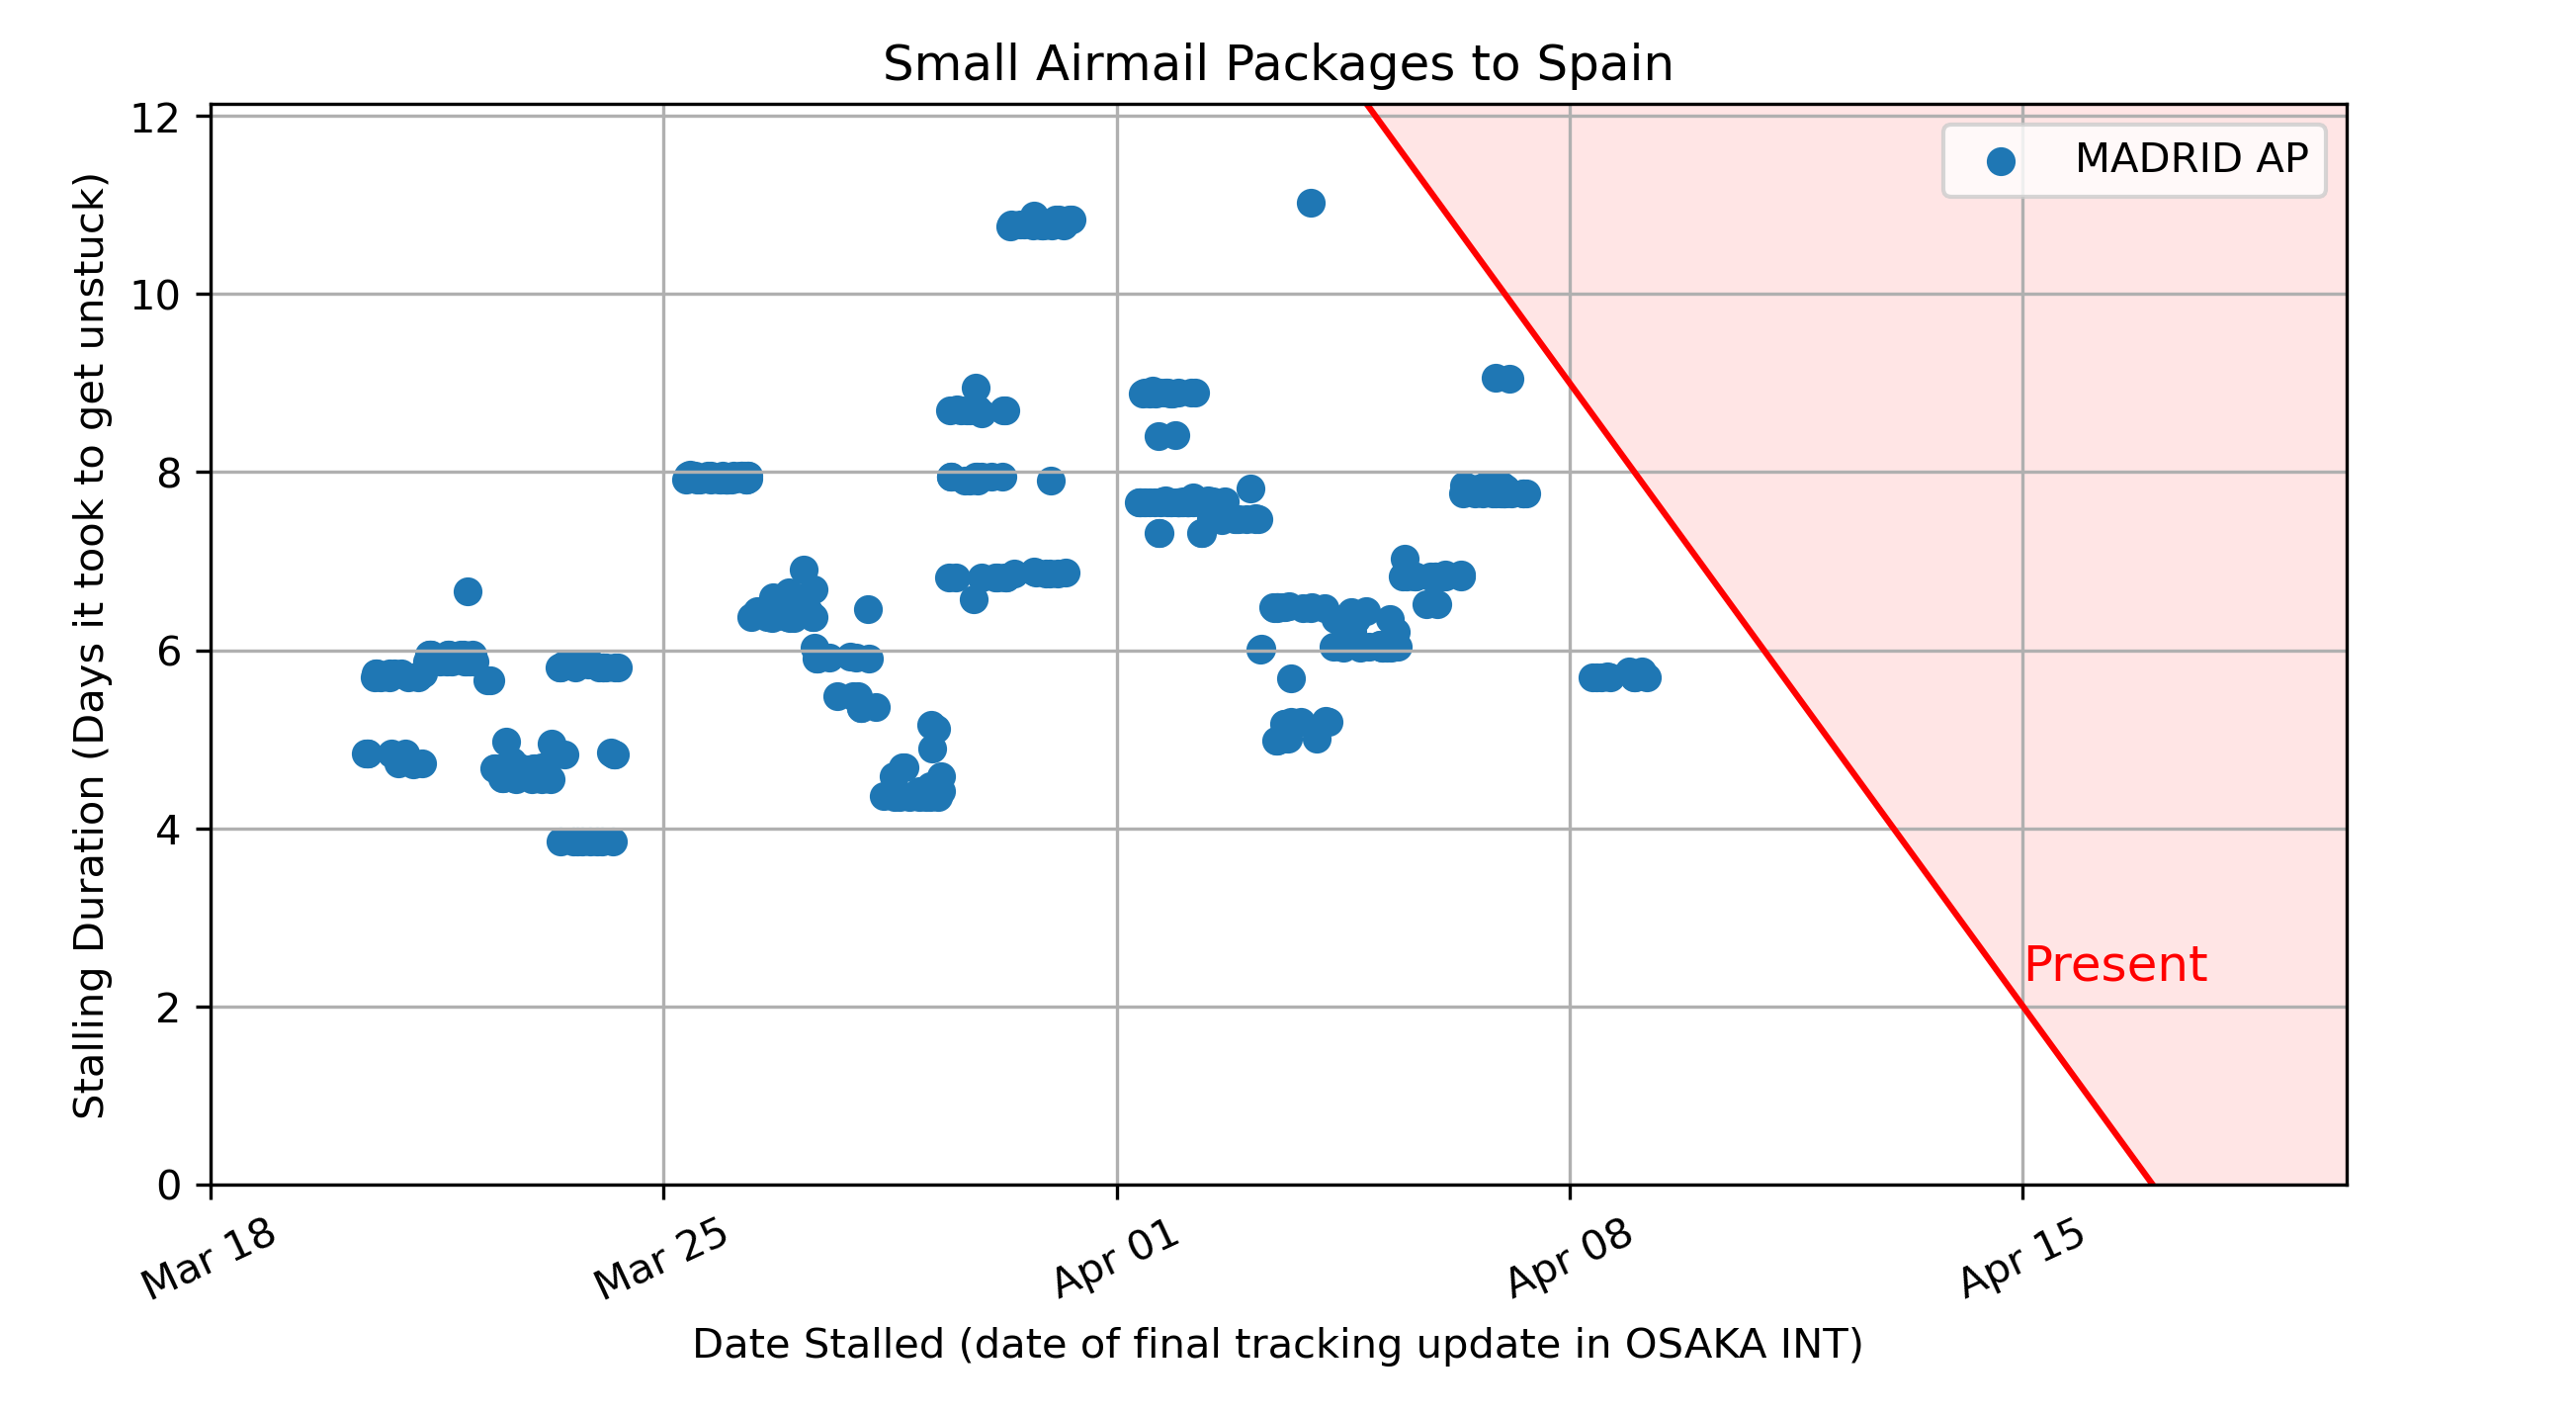 Small Airmail Packages to Spain
Stalling Duration (Days it took to get unstuck)
12
10
8
6
4
2
0
MADRID AP
Present
Mar 18
Mar 25
Apr 01
Apr 08
Apr 15
Date Stalled (date of final tracking update in OSAKA INT)